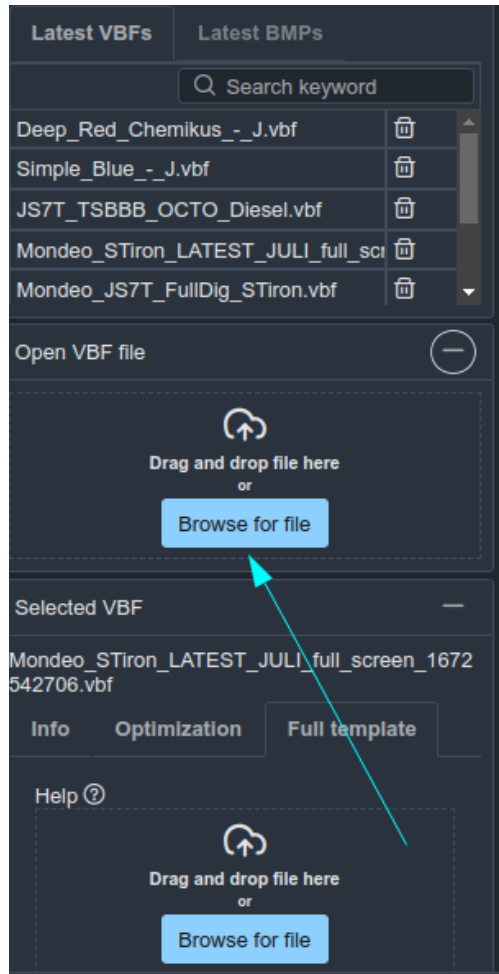 Latest VBFs Latest BMPs
Search keyword
Deep_Red_Chemikus_-_J.vbf
Simple_Blue_-_J.vbf
JS7T_TSBBB_OCTO_Diesel.vbf
Mondeo_STiron_LATEST_JULI_full_scr
Mondeo_JS7T_FullDig_STiron.vbf
Open VBF file
Drag and drop file here
or
Browse for file
Selected VBF
Mondeo_STiron_LATEST_JULI_full_screen_1672
542706.vbf
Info Optimization Full template
Help
Drag and drop file here
or
Browse for file